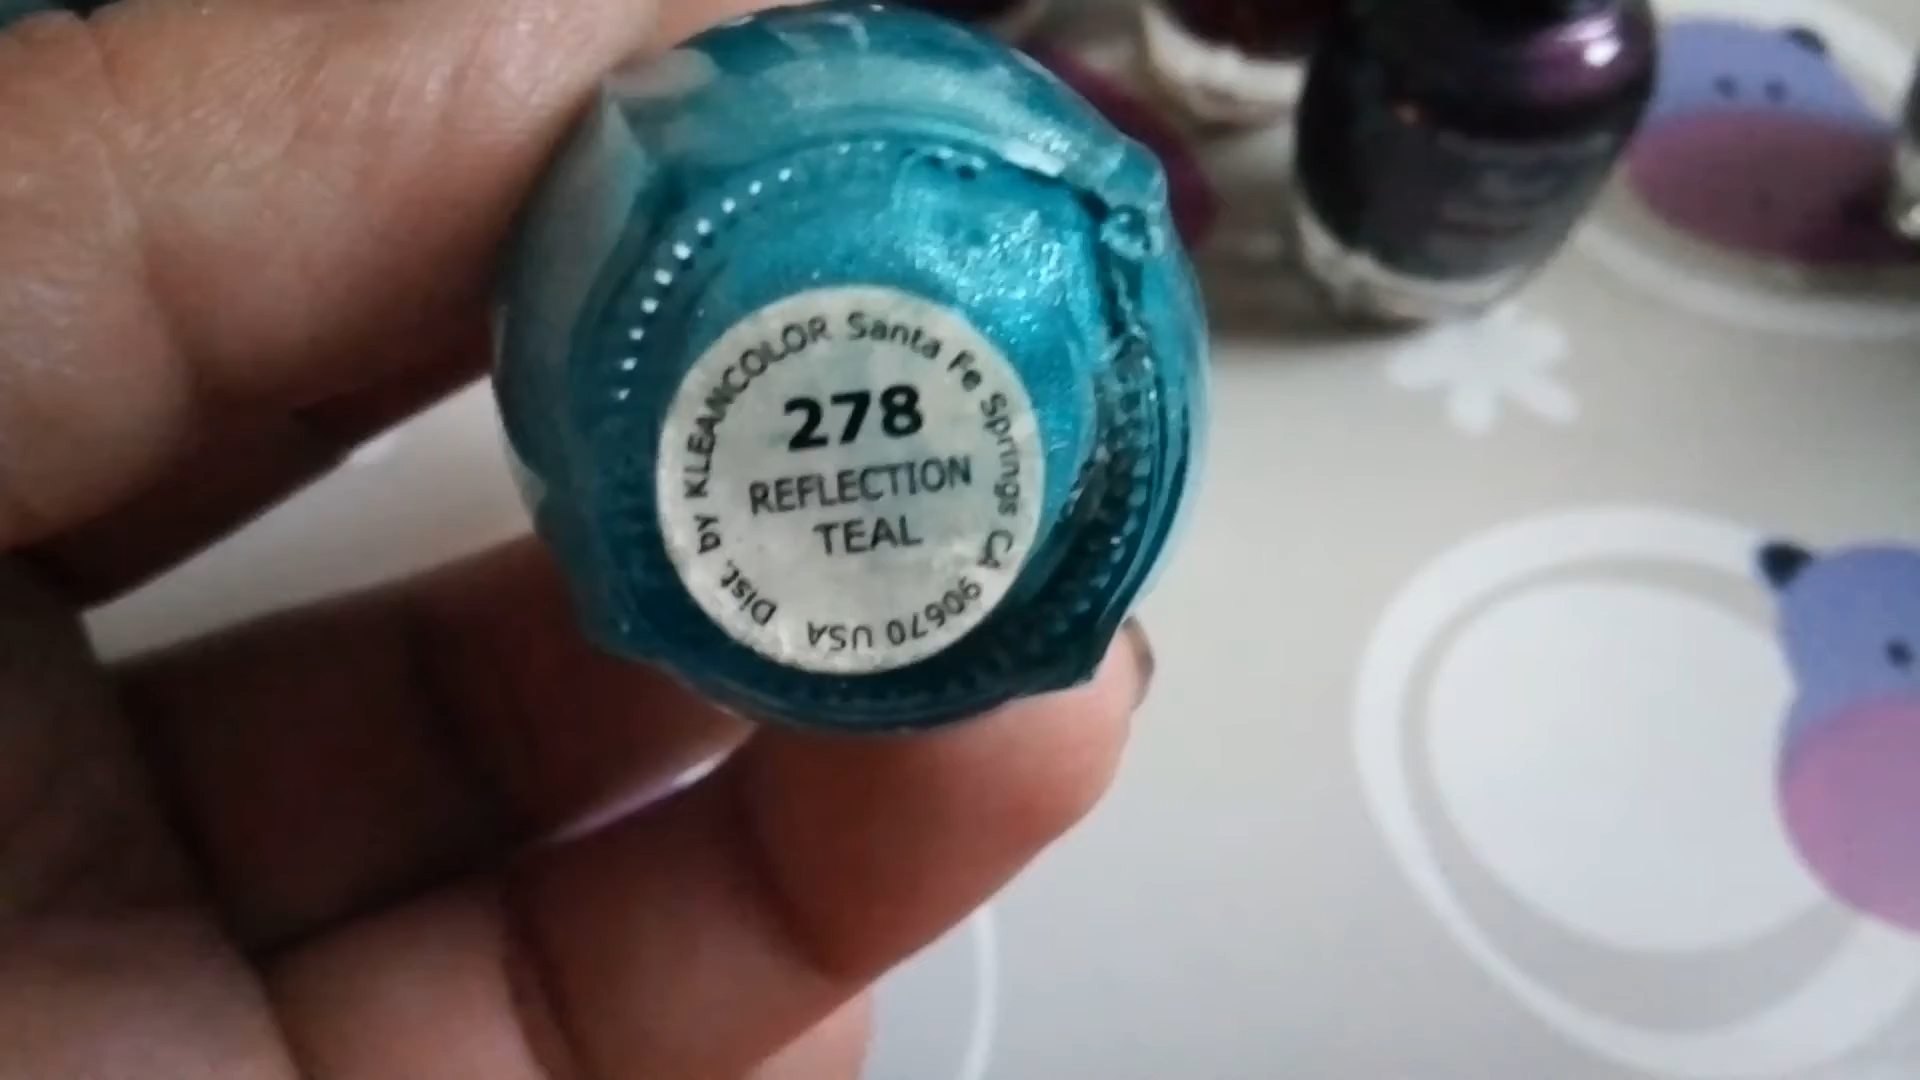 278
REFLECTION
TEAL
Dist. by KLEANCOLOR Santa Fe Springs CA 90670 USA